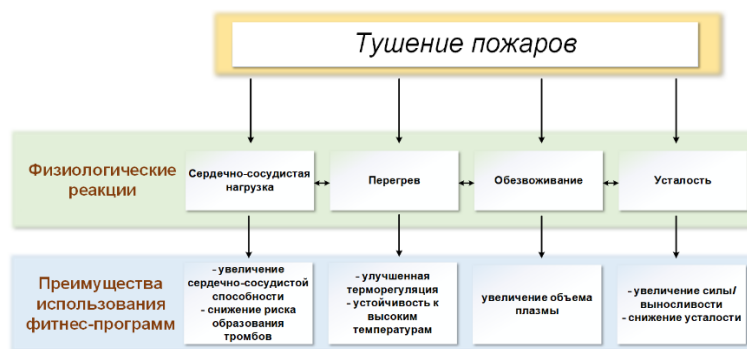 Тушение пожаров
Физиологические
реакции
Сердечно-сосудистая
нагрузка
Перегрев
Обезвоживание
Усталость
Преимущества
использования
фитнес-программ
– увеличение
сердечно-сосудистой
способности
– снижение риска
образования
тромбов
– улучшенная
терморегуляция
– устойчивость к
высоким
температурам
увеличение объема
плазмы
– увеличение силы/
выносливости
– снижение усталости